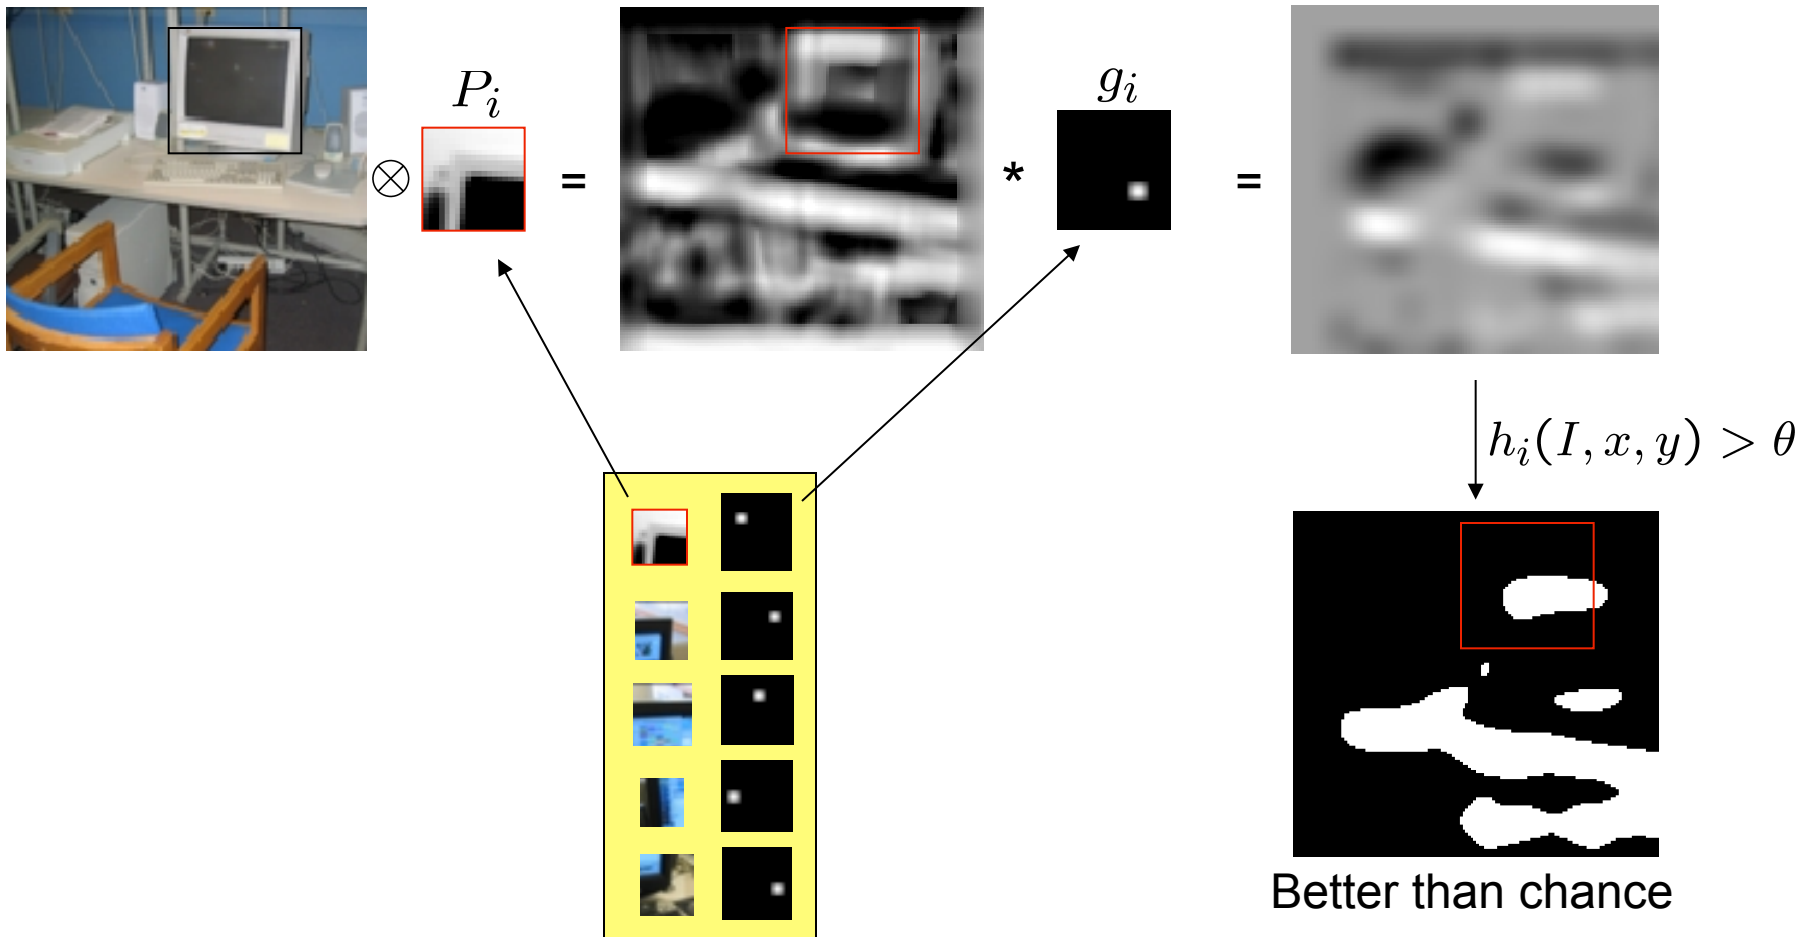 P_i
g_i
⊗ = * =
h_i(I, x, y) > θ
Better than chance